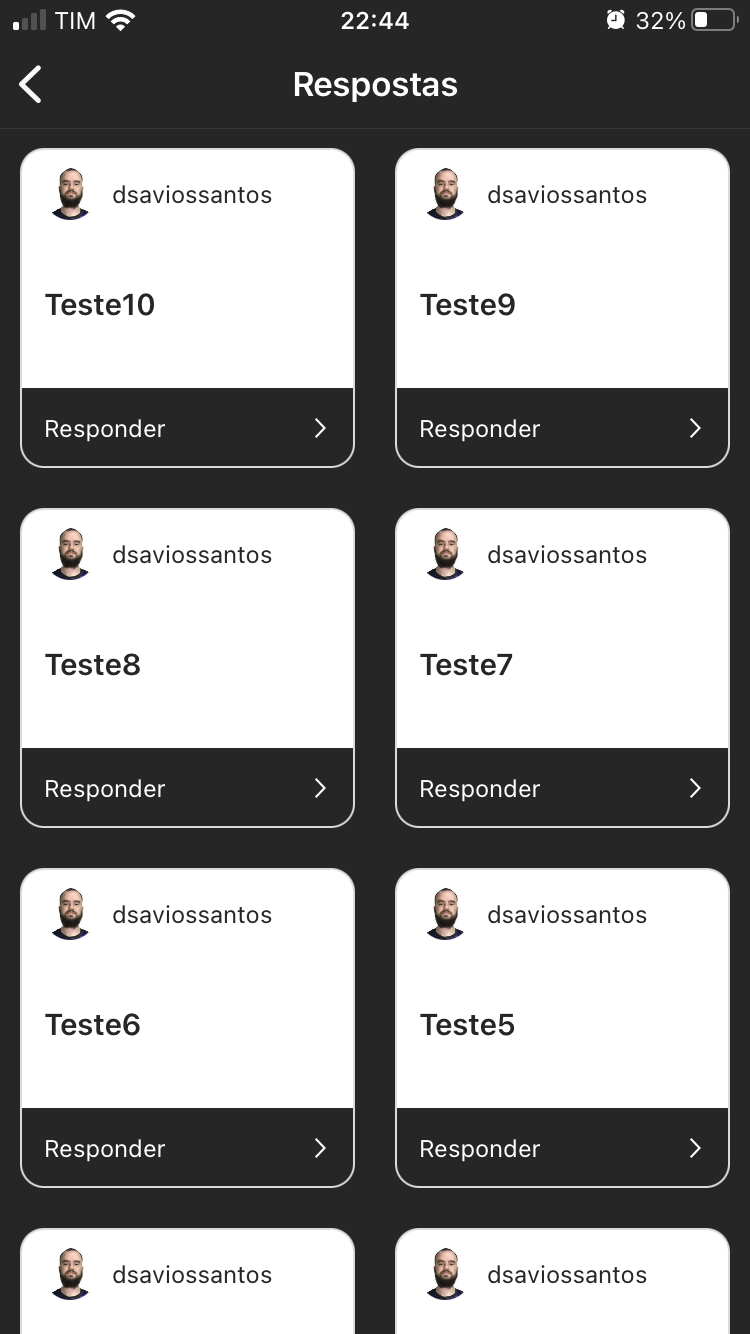 TIM 22:44 32%
Respostas
dsaviossantos dsaviossantos
Teste10 Teste9
Responder Responder
dsaviossantos dsaviossantos
Teste8 Teste7
Responder Responder
dsaviossantos dsaviossantos
Teste6 Teste5
Responder Responder
dsaviossantos dsaviossantos